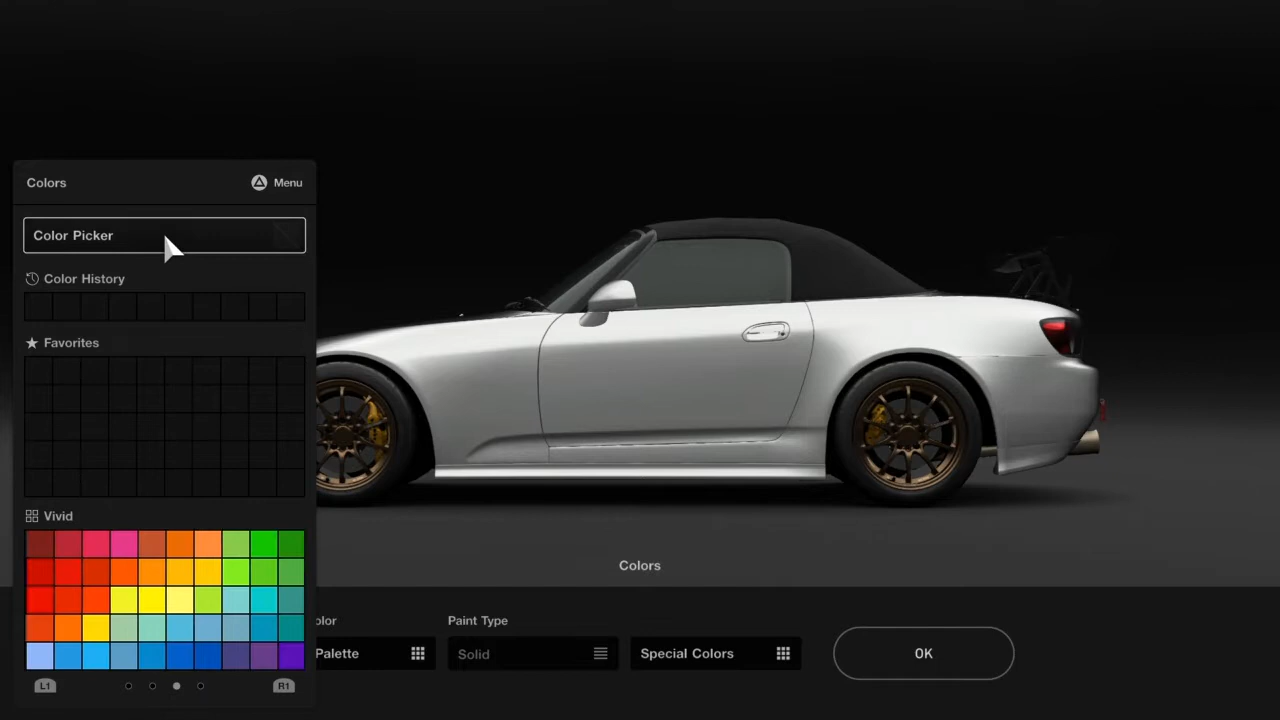 Colors
Menu
Color Picker
Color History
Favorites
Vivid
L1
R1
Colors
olor
Paint Type
Palette
Solid
Special Colors
OK